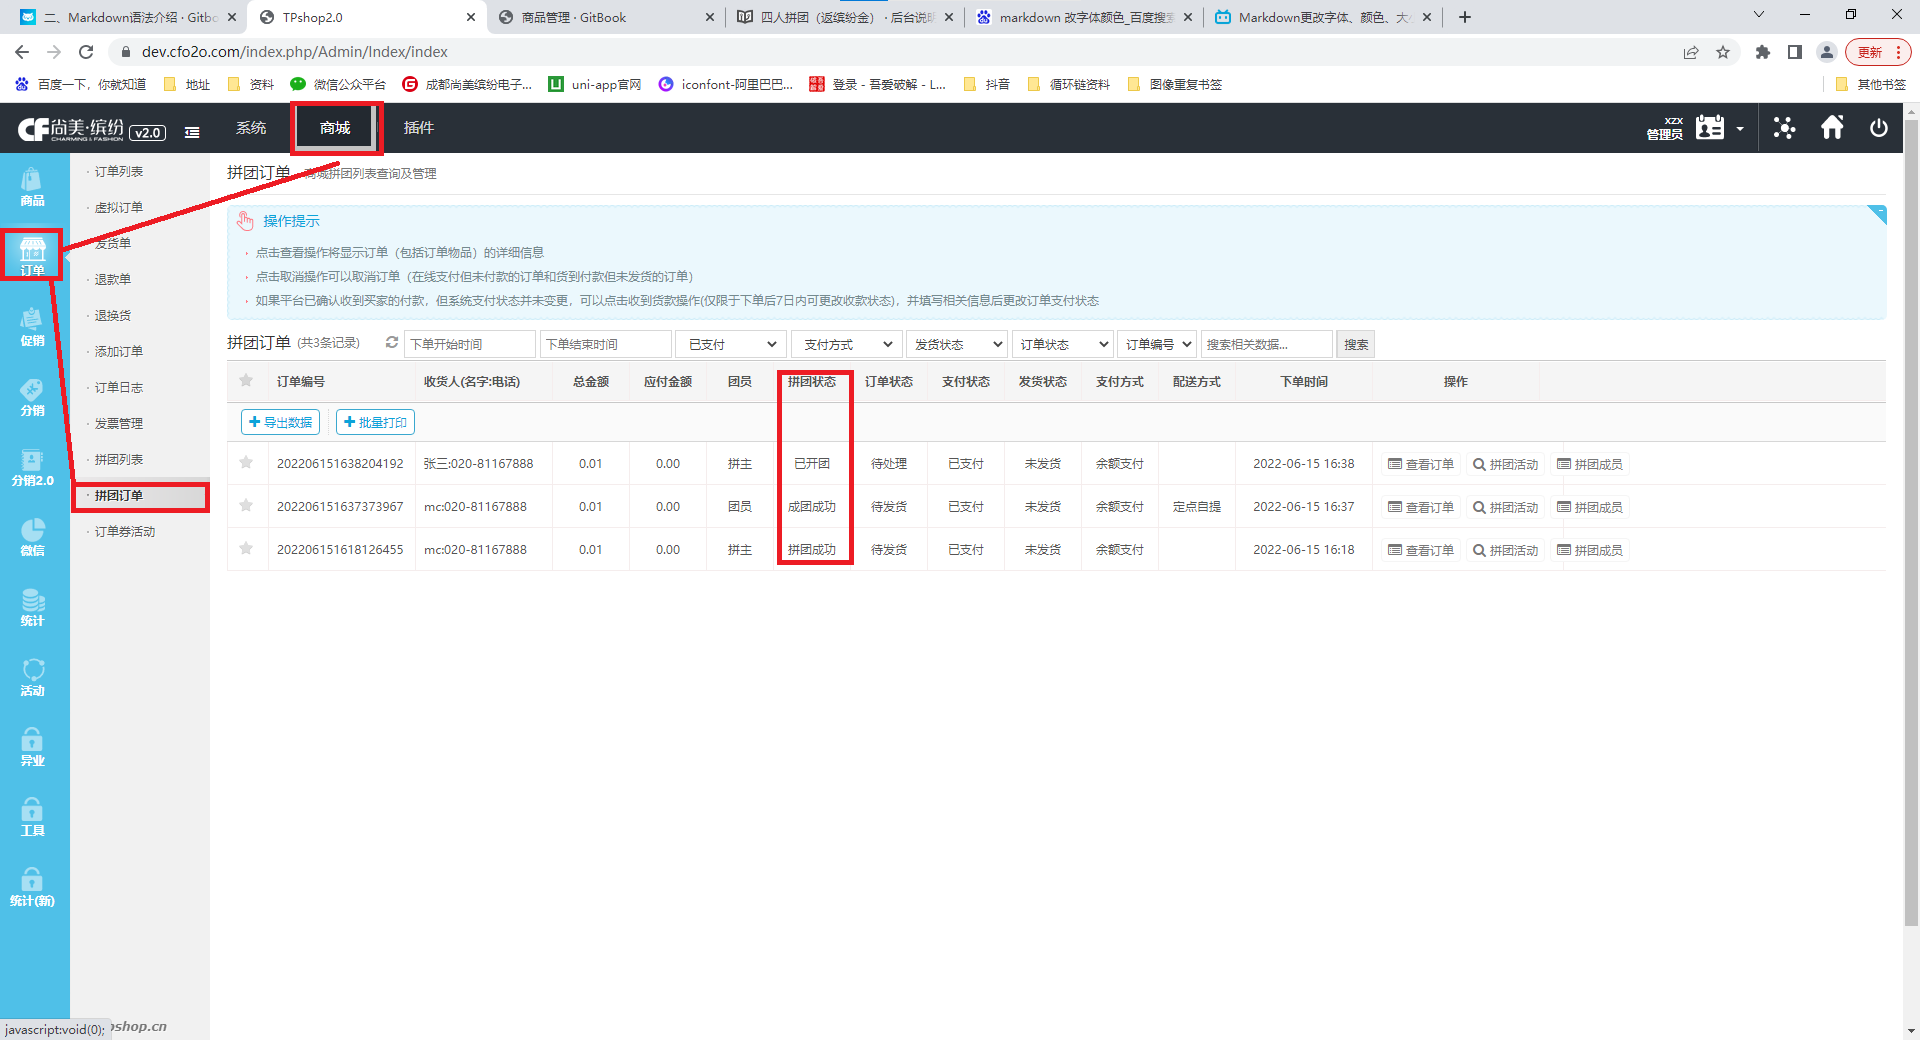 二、Markdown语法介绍 · Gitbo
TPshop2.0
商品管理 · GitBook
四人拼团（返缤纷金） · 后台说明
markdown 改字体颜色_百度搜索
Markdown更改字体、颜色、大小
dev.cfo2o.com/index.php/Admin/Index/index
更新
百度一下，你就知道
地址
资料
微信公众平台
成都尚美缤纷电子...
uni-app官网
iconfont-阿里巴巴...
登录 - 吾爱破解 - L...
抖音
循环链资料
图像重复书签
其他书签
CF尚美·缤纷
CHARMING & FASHION
v2.0
系统
商城
插件
xzx
管理员
商品
订单
促销
分销
分销2.0
微信
统计
活动
异业
工具
统计(新)
· 订单列表
· 虚拟订单
发货单
· 退款单
· 退换货
· 添加订单
· 订单日志
· 发票管理
· 拼团列表
· 拼团订单
· 订单券活动
拼团订单
商城拼团列表查询及管理
操作提示
点击查看操作将显示订单（包括订单物品）的详细信息
点击取消操作可以取消订单（在线支付但未付款的订单和货到付款但未发货的订单）
如果平台已确认收到买家的付款，但系统支付状态并未变更，可以点击收到货款操作(仅限于下单后7日内可更改收款状态)，并填写相关信息后更改订单支付状态
拼团订单 (共3条记录) 下单开始时间 下单结束时间 已支付 支付方式 发货状态 订单状态 订单编号 搜索相关数据... 搜索
订单编号 收货人(名字:电话) 总金额 应付金额 团员 拼团状态 订单状态 支付状态 发货状态 支付方式 配送方式 下单时间 操作
导出数据 批量打印
202206151638204192 张三:020-81167888 0.01 0.00 拼主 已开团 待处理 已支付 未发货 余额支付 2022-06-15 16:38 查看订单 拼团活动 拼团成员
202206151637373967 mc:020-81167888 0.01 0.00 团员 成团成功 待发货 已支付 未发货 余额支付 定点自提 2022-06-15 16:37 查看订单 拼团活动 拼团成员
202206151618126455 mc:020-81167888 0.01 0.00 拼主 拼团成功 待发货 已支付 未发货 余额支付 2022-06-15 16:18 查看订单 拼团活动 拼团成员
javascript:void(0);
pshop.cn